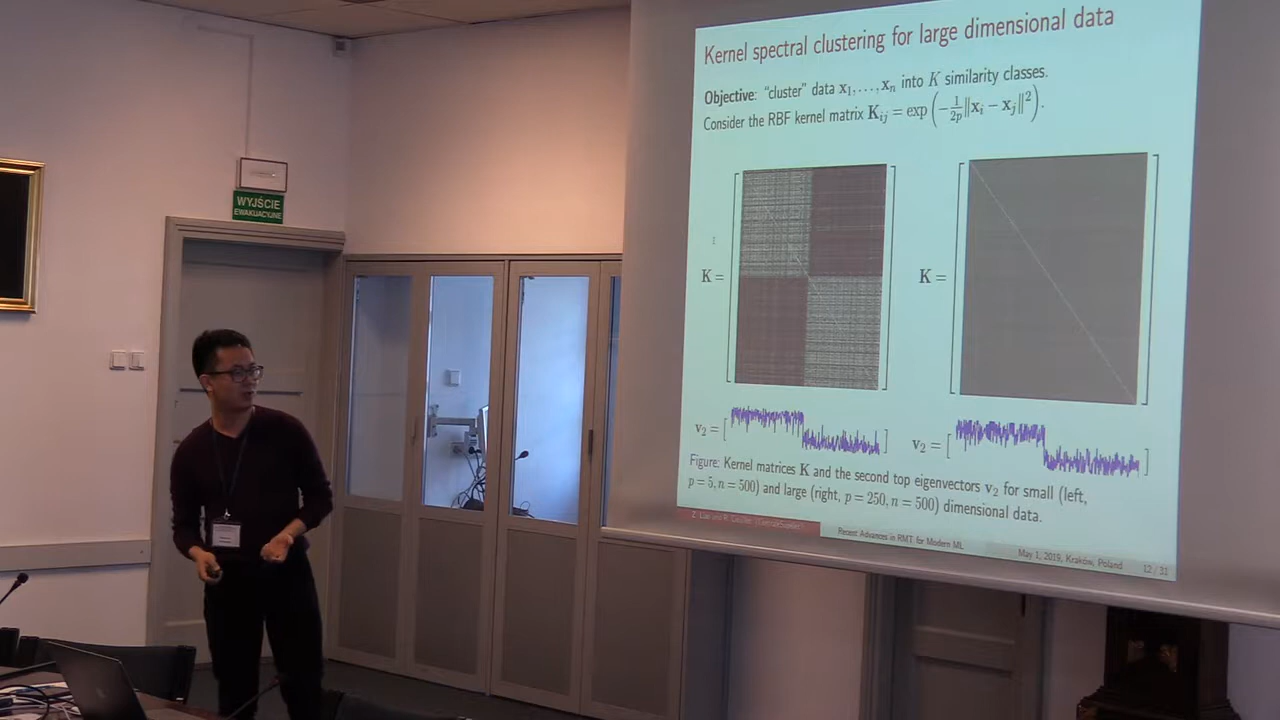 WYJŚCIE
EWAKUACYJNE
Kernel spectral clustering for large dimensional data
Objective: "cluster" data x₁, …, xₙ into K similarity classes.
Consider the RBF kernel matrix Kᵢⱼ = exp(−1/2p ‖xᵢ − xⱼ‖²).
K =
K =
v₂ = [ ]
v₂ = [ ]
Figure: Kernel matrices K and the second top eigenvectors v₂ for small (left,
p = 5, n = 500) and large (right, p = 250, n = 500) dimensional data.
Recent Advances in RMT for Modern ML
May 1, 2019, Kraków, Poland
12 / 31